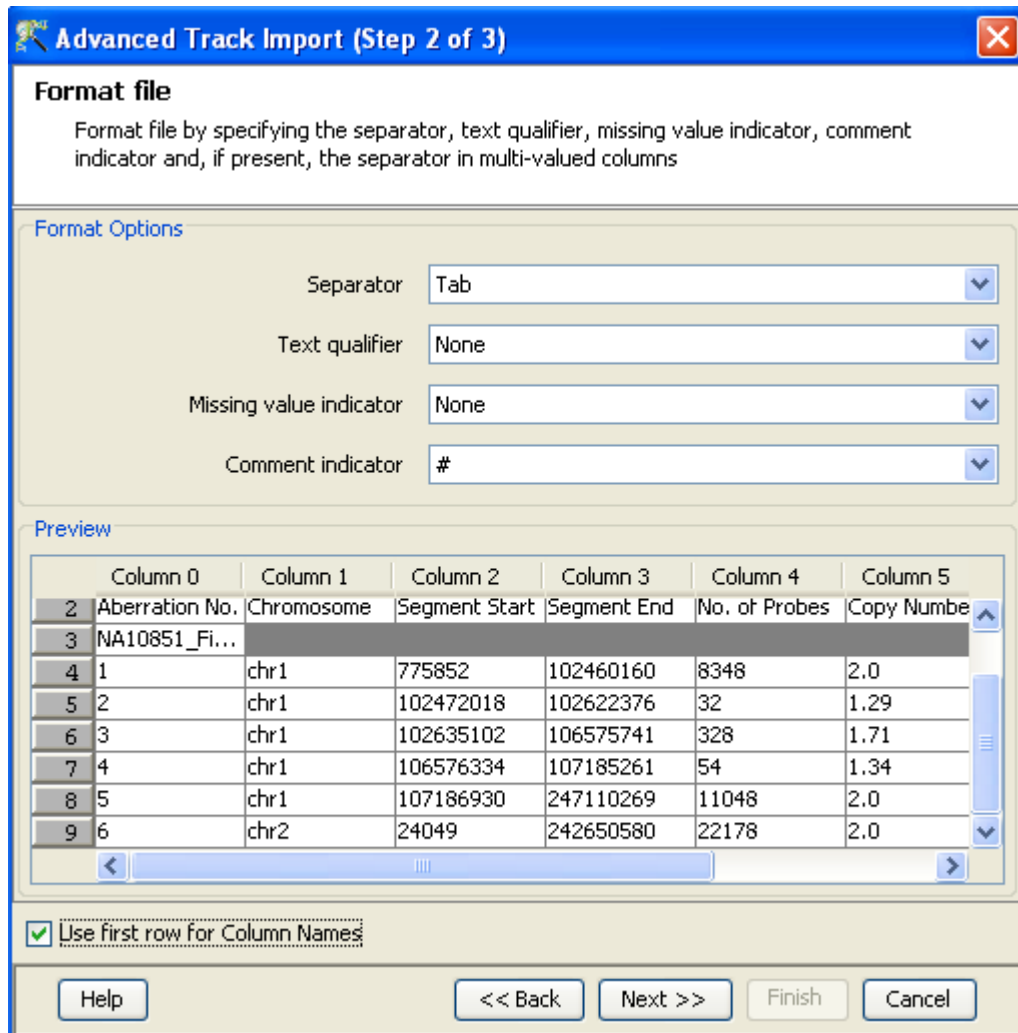 Advanced Track Import (Step 2 of 3)
Format file
Format file by specifying the separator, text qualifier, missing value indicator, comment
indicator and, if present, the separator in multi-valued columns
Format Options
Separator Tab
Text qualifier None
Missing value indicator None
Comment indicator #
Preview
Column 0 Column 1 Column 2 Column 3 Column 4 Column 5
2 Aberration No. Chromosome Segment Start Segment End No. of Probes Copy Numbe
3 NA10851_Fi...
4 1 chr1 775852 102460160 8348 2.0
5 2 chr1 102472018 102622376 32 1.29
6 3 chr1 102635102 106575741 328 1.71
7 4 chr1 106576334 107185261 54 1.34
8 5 chr1 107186930 247110269 11048 2.0
9 6 chr2 24049 242650580 22178 2.0
Use first row for Column Names
Help << Back Next >> Finish Cancel